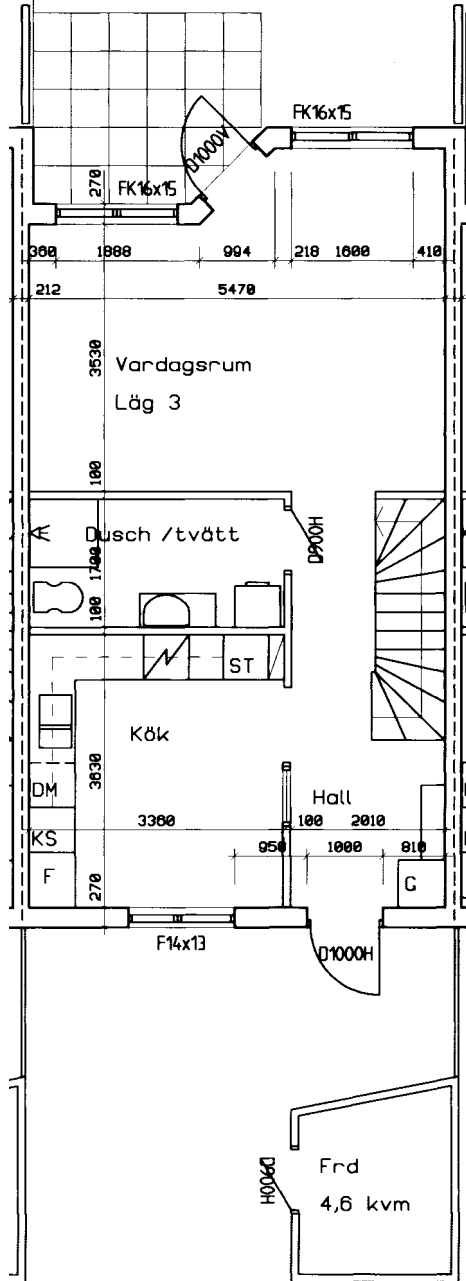 FK16x15
D1000V
FK16x15
270
360 1888 994 218 1600 410
212 5470
3530
Vardagsrum
Läg 3
100
Dusch /tvätt
D900H
1700
100
ST
Kök
3630
DM
Hall
3360 100 2010
KS
950 1000 810
F
G
270
F14x13
D1000H
D900H
Frd
4,6 kvm